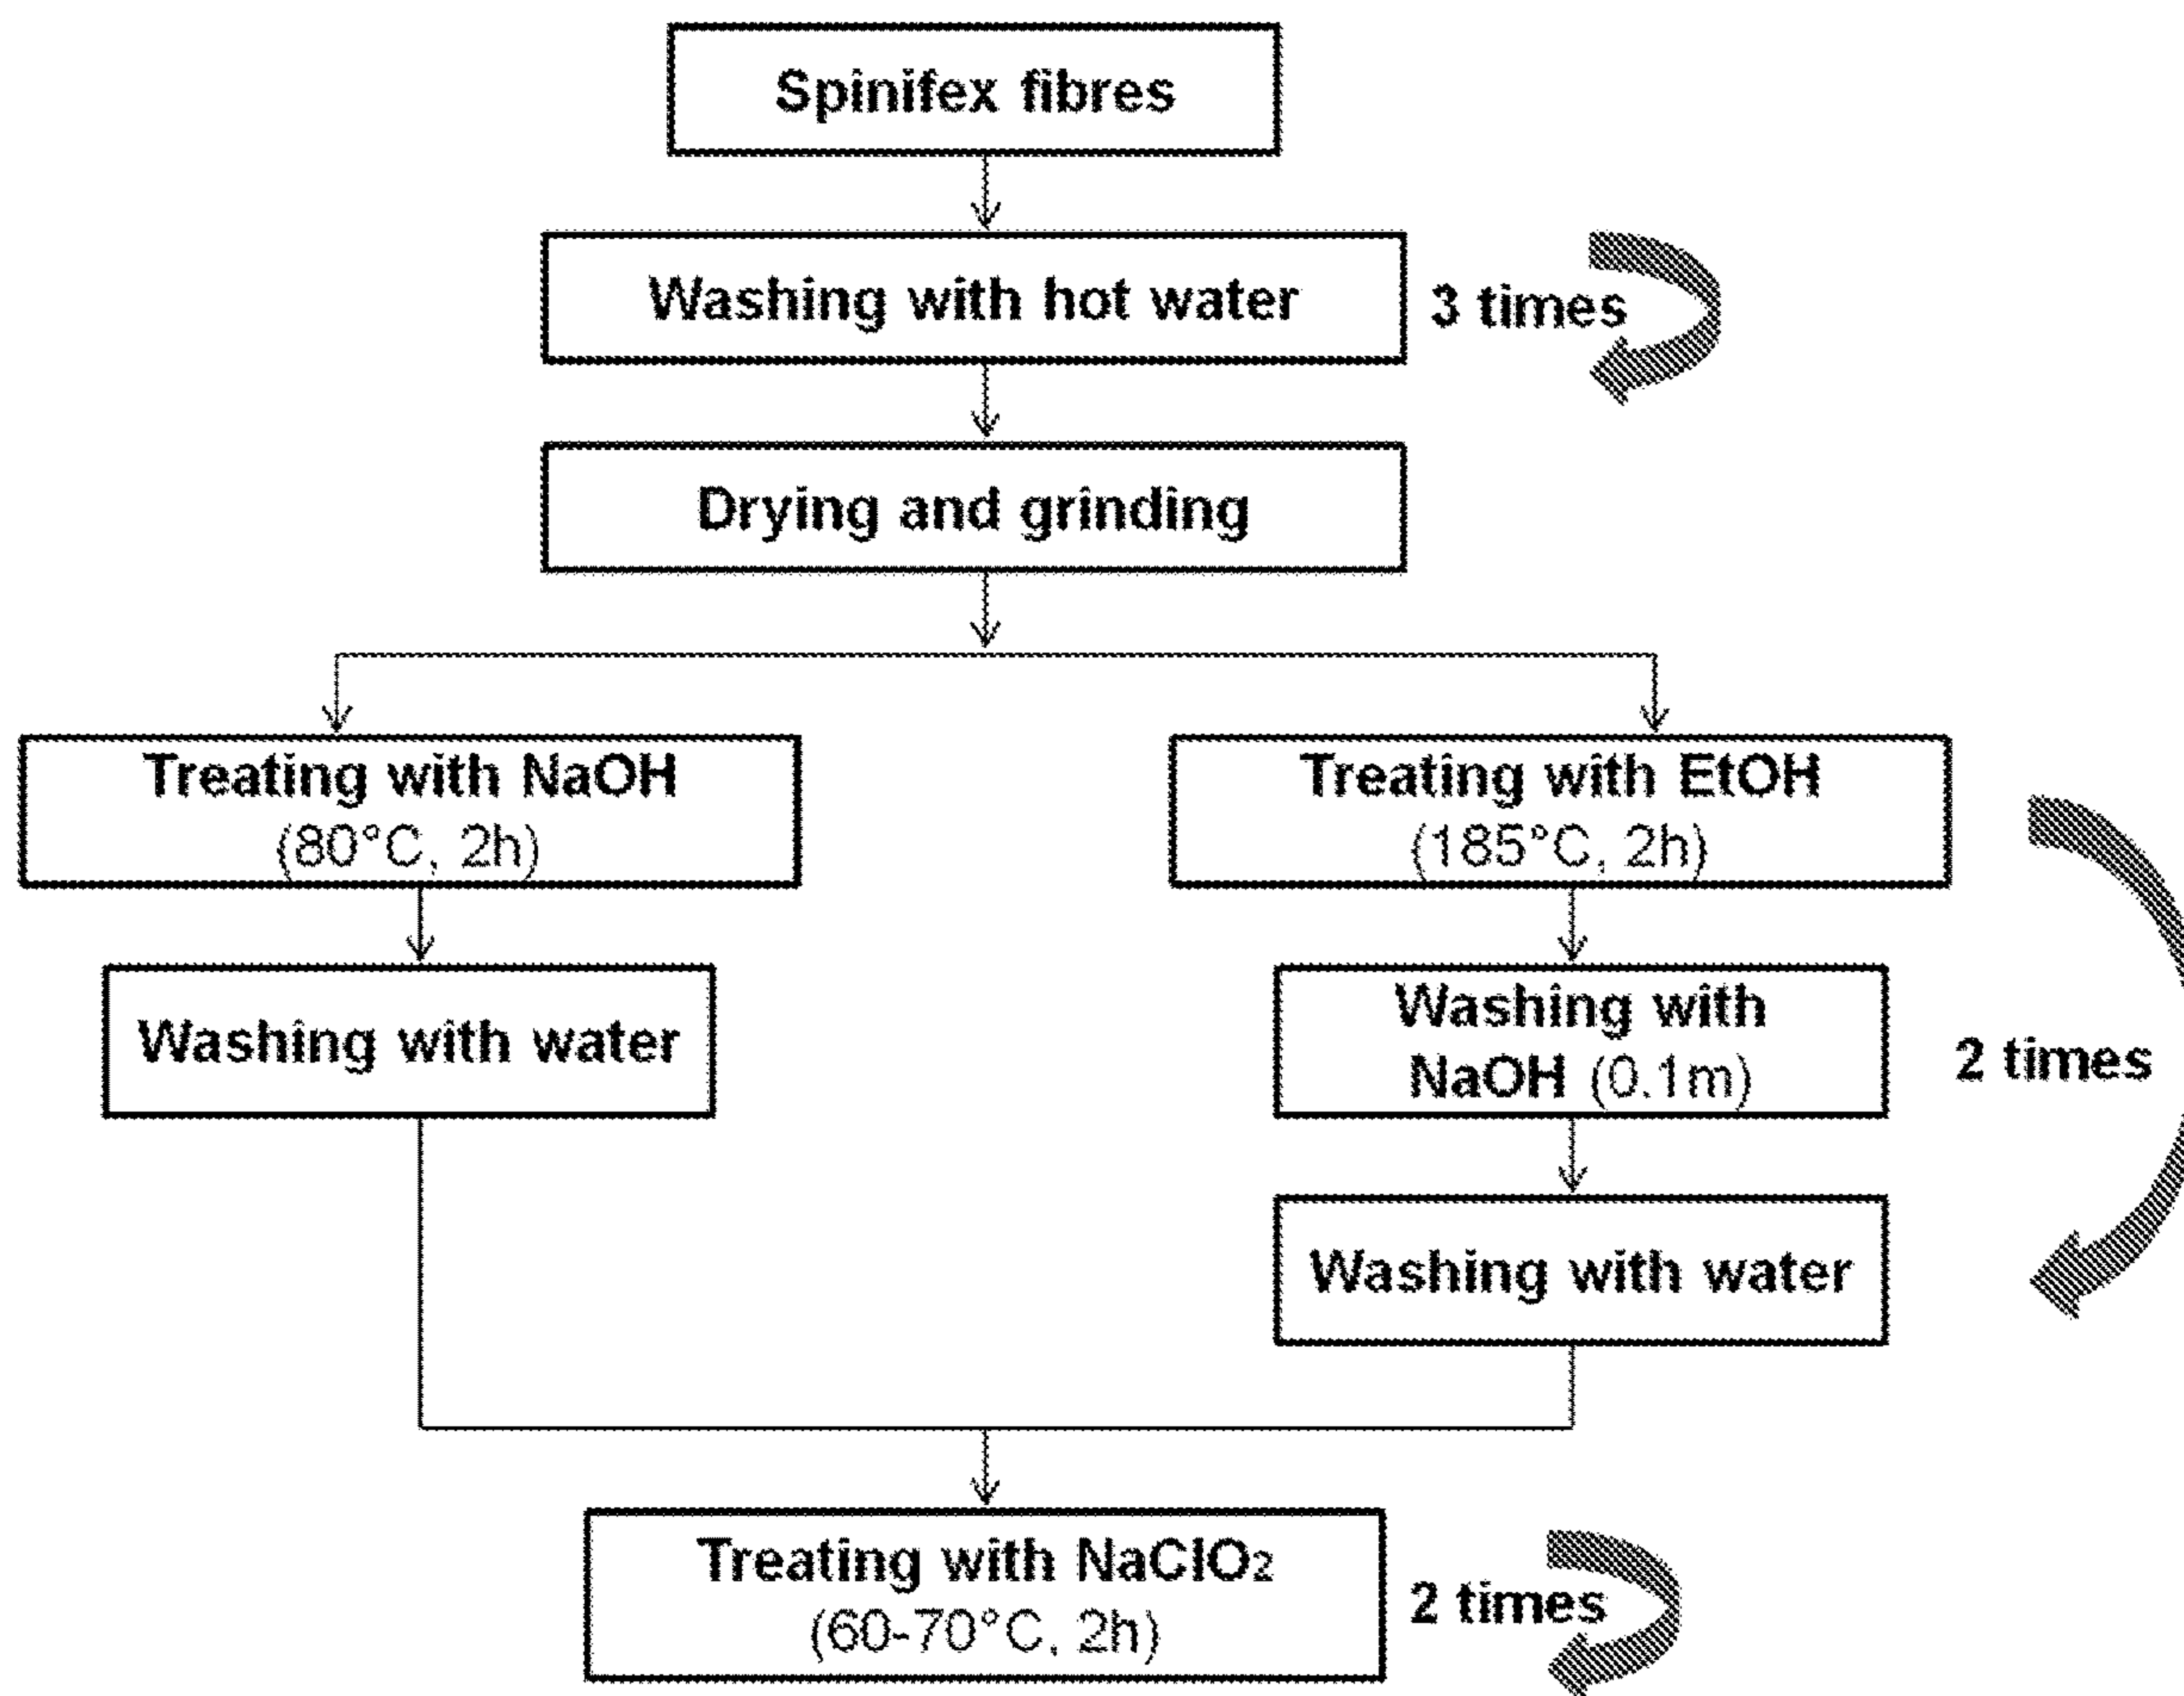 Spinifex fibres
Washing with hot water
3 times
Drying and grinding
Treating with NaOH
(80°C, 2h)
Treating with EtOH
(185°C, 2h)
Washing with water
Washing with
NaOH (0.1m)
2 times
Washing with water
Treating with NaClO₂
(60-70°C, 2h)
2 times